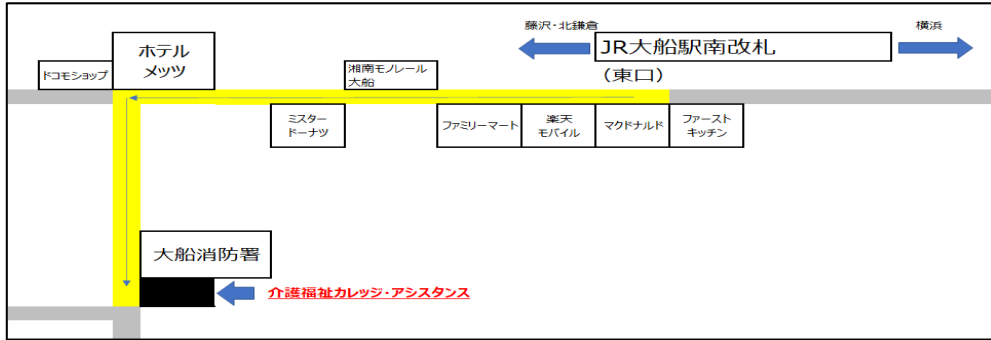 藤沢・北鎌倉
横浜
JR大船駅南改札
(東口)
ホテル
メッツ
ドコモショップ
湘南モノレール
大船
ミスター
ドーナツ
ファミリーマート
楽天
モバイル
マクドナルド
ファースト
キッチン
大船消防署
介護福祉カレッジ・アシスタンス